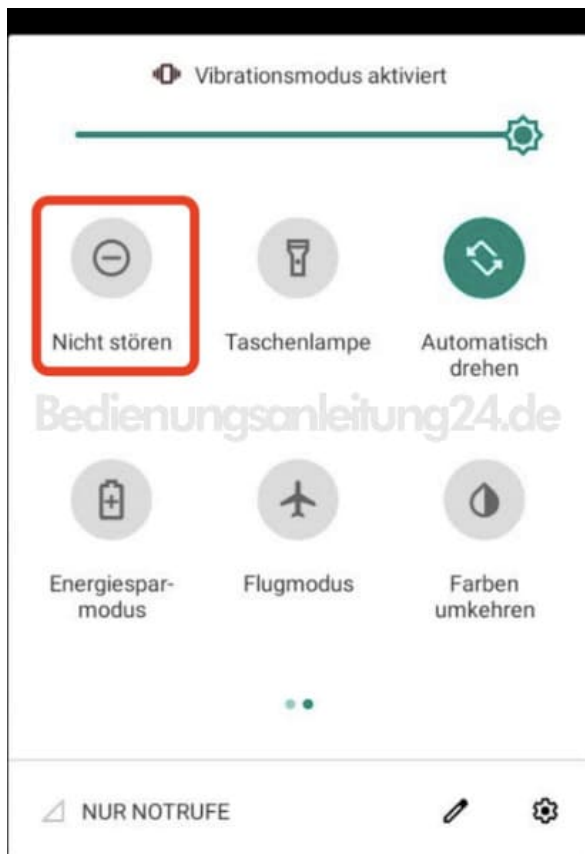 Vibrationsmodus aktiviert
Nicht stören
Taschenlampe
Automatisch
drehen
Bedienungsanleitung24.de
Energiespar-
modus
Flugmodus
Farben
umkehren
NUR NOTRUFE